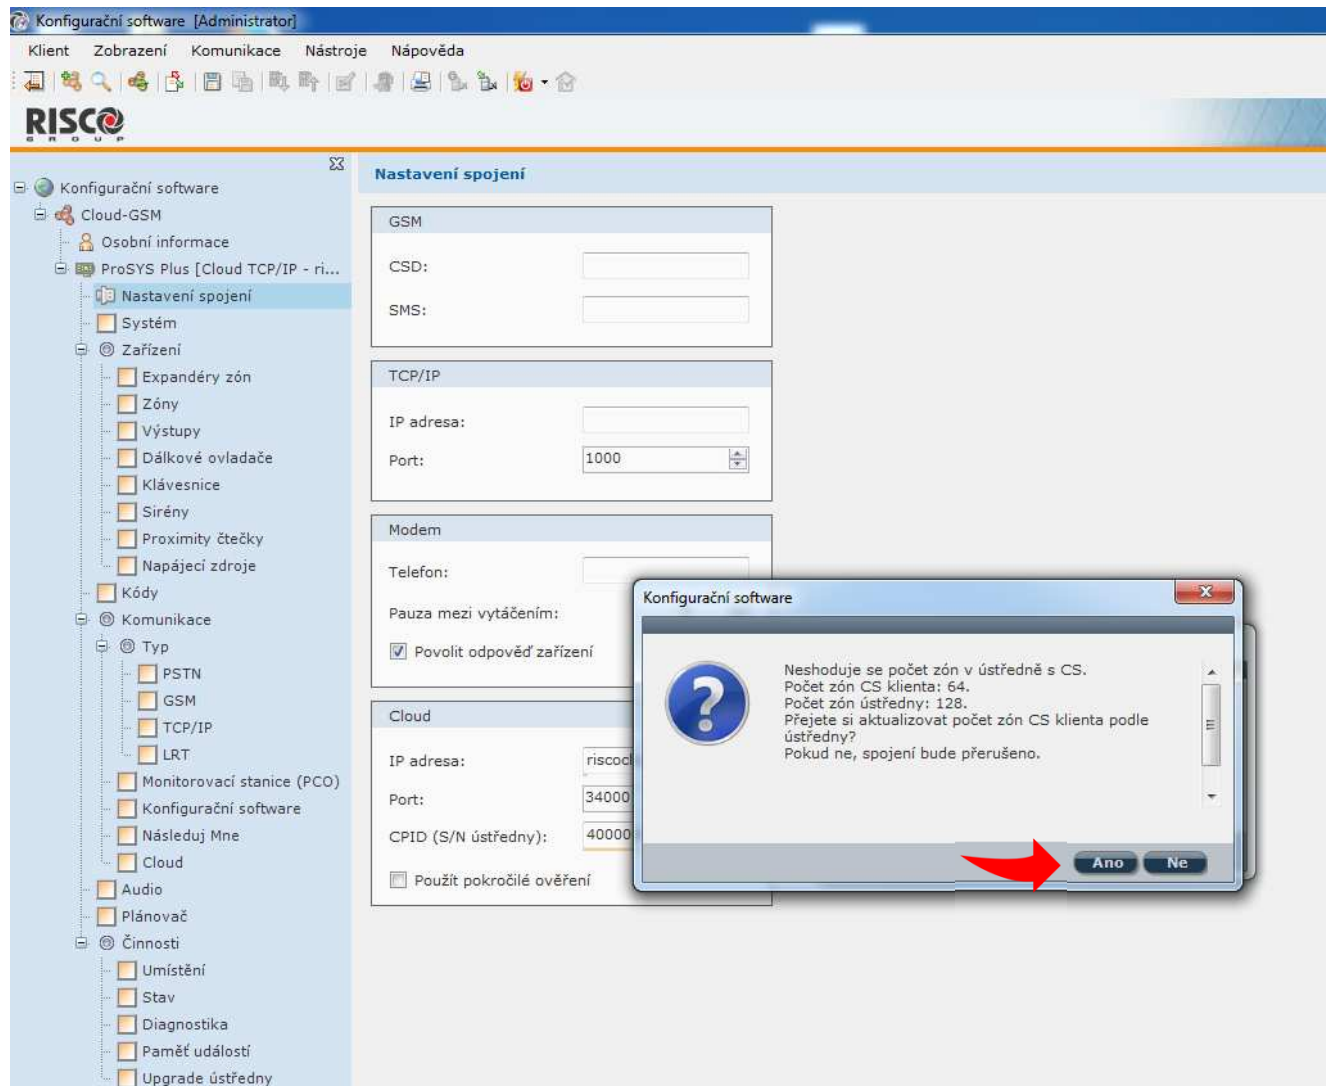 Konfigurační software [Administrator]
Klient Zobrazení Komunikace Nástroje Nápověda
RISCO
GROUP
Konfigurační software
Cloud-GSM
Osobní informace
ProSYS Plus [Cloud TCP/IP - ri...
Nastavení spojení
Systém
Zařízení
Expandéry zón
Zóny
Výstupy
Dálkové ovladače
Klávesnice
Sirény
Proximity čtečky
Napájecí zdroje
Kódy
Komunikace
Typ
PSTN
GSM
TCP/IP
LRT
Monitorovací stanice (PCO)
Konfigurační software
Následuj Mne
Cloud
Audio
Plánovač
Činnosti
Umístění
Stav
Diagnostika
Paměť událostí
Upgrade ústředny
Nastavení spojení
GSM
CSD:
SMS:
TCP/IP
IP adresa:
Port: 1000
Modem
Telefon:
Pauza mezi vytáčením:
Povolit odpověď zařízení
Cloud
IP adresa: riscocl
Port: 34000
CPID (S/N ústředny): 40000
Použít pokročilé ověření
Konfigurační software
Neshoduje se počet zón v ústředně s CS.
Počet zón CS klienta: 64.
Počet zón ústředny: 128.
Přejete si aktualizovat počet zón CS klienta podle
ústředny?
Pokud ne, spojení bude přerušeno.
Ano Ne